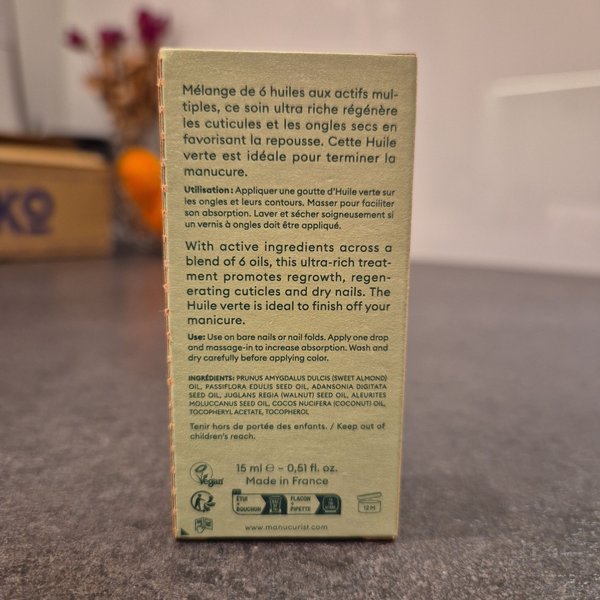 KO
Mélange de 6 huiles aux actifs mul-
tiples, ce soin ultra riche régénère
les cuticules et les ongles secs en
favorisant la repousse. Cette Huile
verte est idéale pour terminer la
manucure.
Utilisation : Appliquer une goutte d'Huile verte sur
les ongles et leurs contours. Masser pour faciliter
son absorption. Laver et sécher soigneusement si
un vernis à ongles doit être appliqué.
With active ingredients across a
blend of 6 oils, this ultra-rich treat-
ment promotes regrowth, regen-
erating cuticles and dry nails. The
Huile verte is ideal to finish off your
manicure.
Use: Use on bare nails or nail folds. Apply one drop
and massage-in to increase absorption. Wash and
dry carefully before applying color.
INGRÉDIENTS: PRUNUS AMYGDALUS DULCIS (SWEET ALMOND)
OIL, PASSIFLORA EDULIS SEED OIL, ADANSONIA DIGITATA
SEED OIL, JUGLANS REGIA (WALNUT) SEED OIL, ALEURITES
MOLUCCANUS SEED OIL, COCOS NUCIFERA (COCONUT) OIL,
TOCOPHERYL ACETATE, TOCOPHEROL
Tenir hors de portée des enfants. / Keep out of
children's reach.
Vegan
15 ml e – 0,51 fl. oz.
Made in France
ÉTUI + BOUCHON
FLACON + PIPETTE
12 M
www.manucurist.com